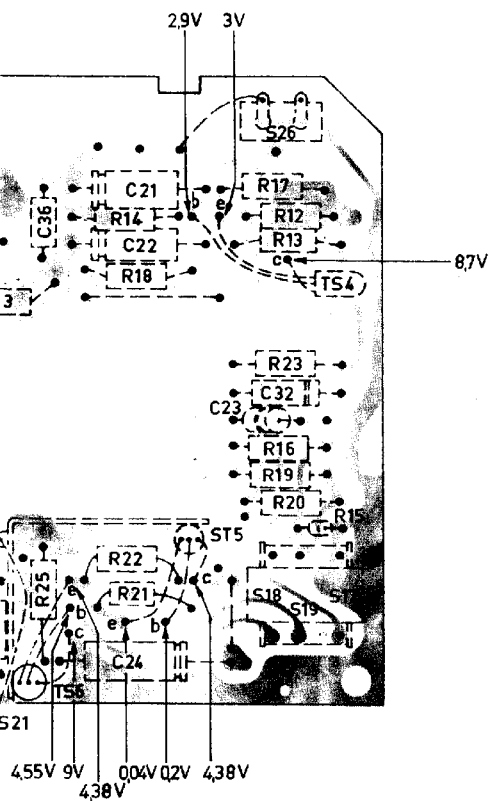 2,9V 3V
S26
C21 R17
b e
C36 R14 R12
C22 R13
c 8,7V
R18 TS4
3
R23
C32
C23
R16
R19
R20
R15
ST5
R22 c
R25 e R21
b e b
c
C24
S18 S19
TS6
S21
4,55V 9V 0,04V 0,2V 4,38V
4,38V